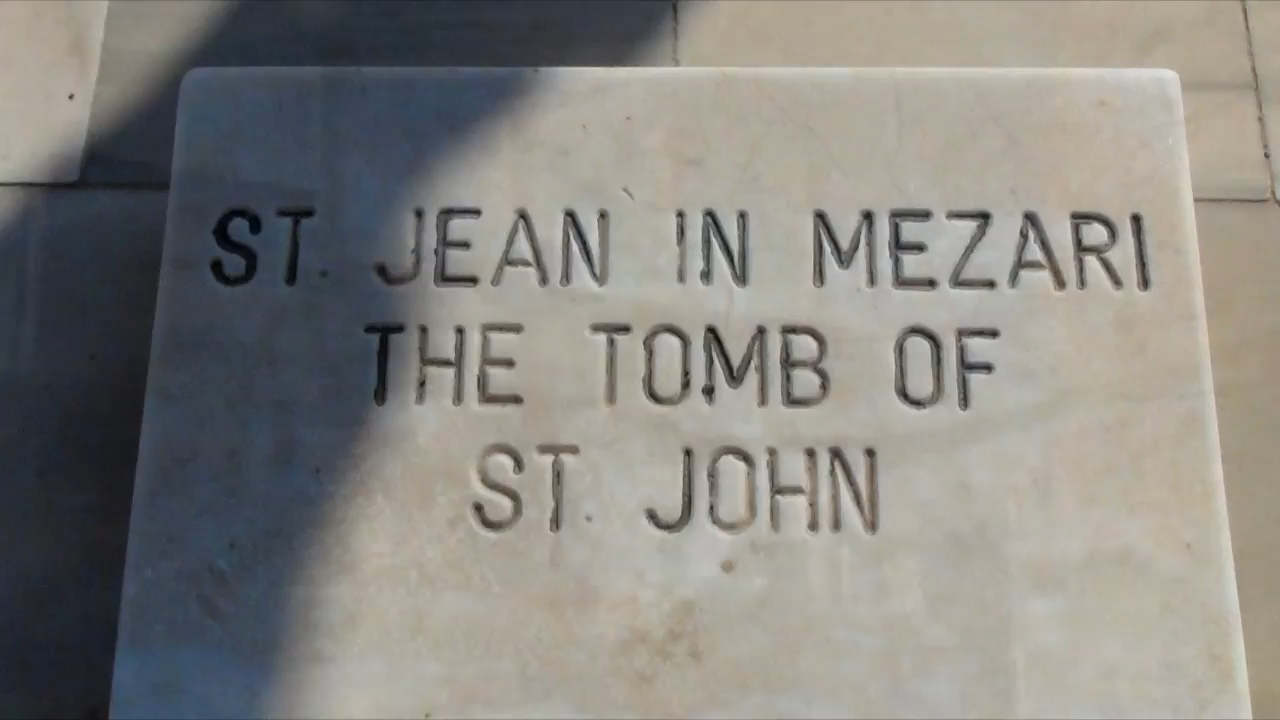 ST. JEAN IN MEZARI
THE TOMB OF
ST. JOHN